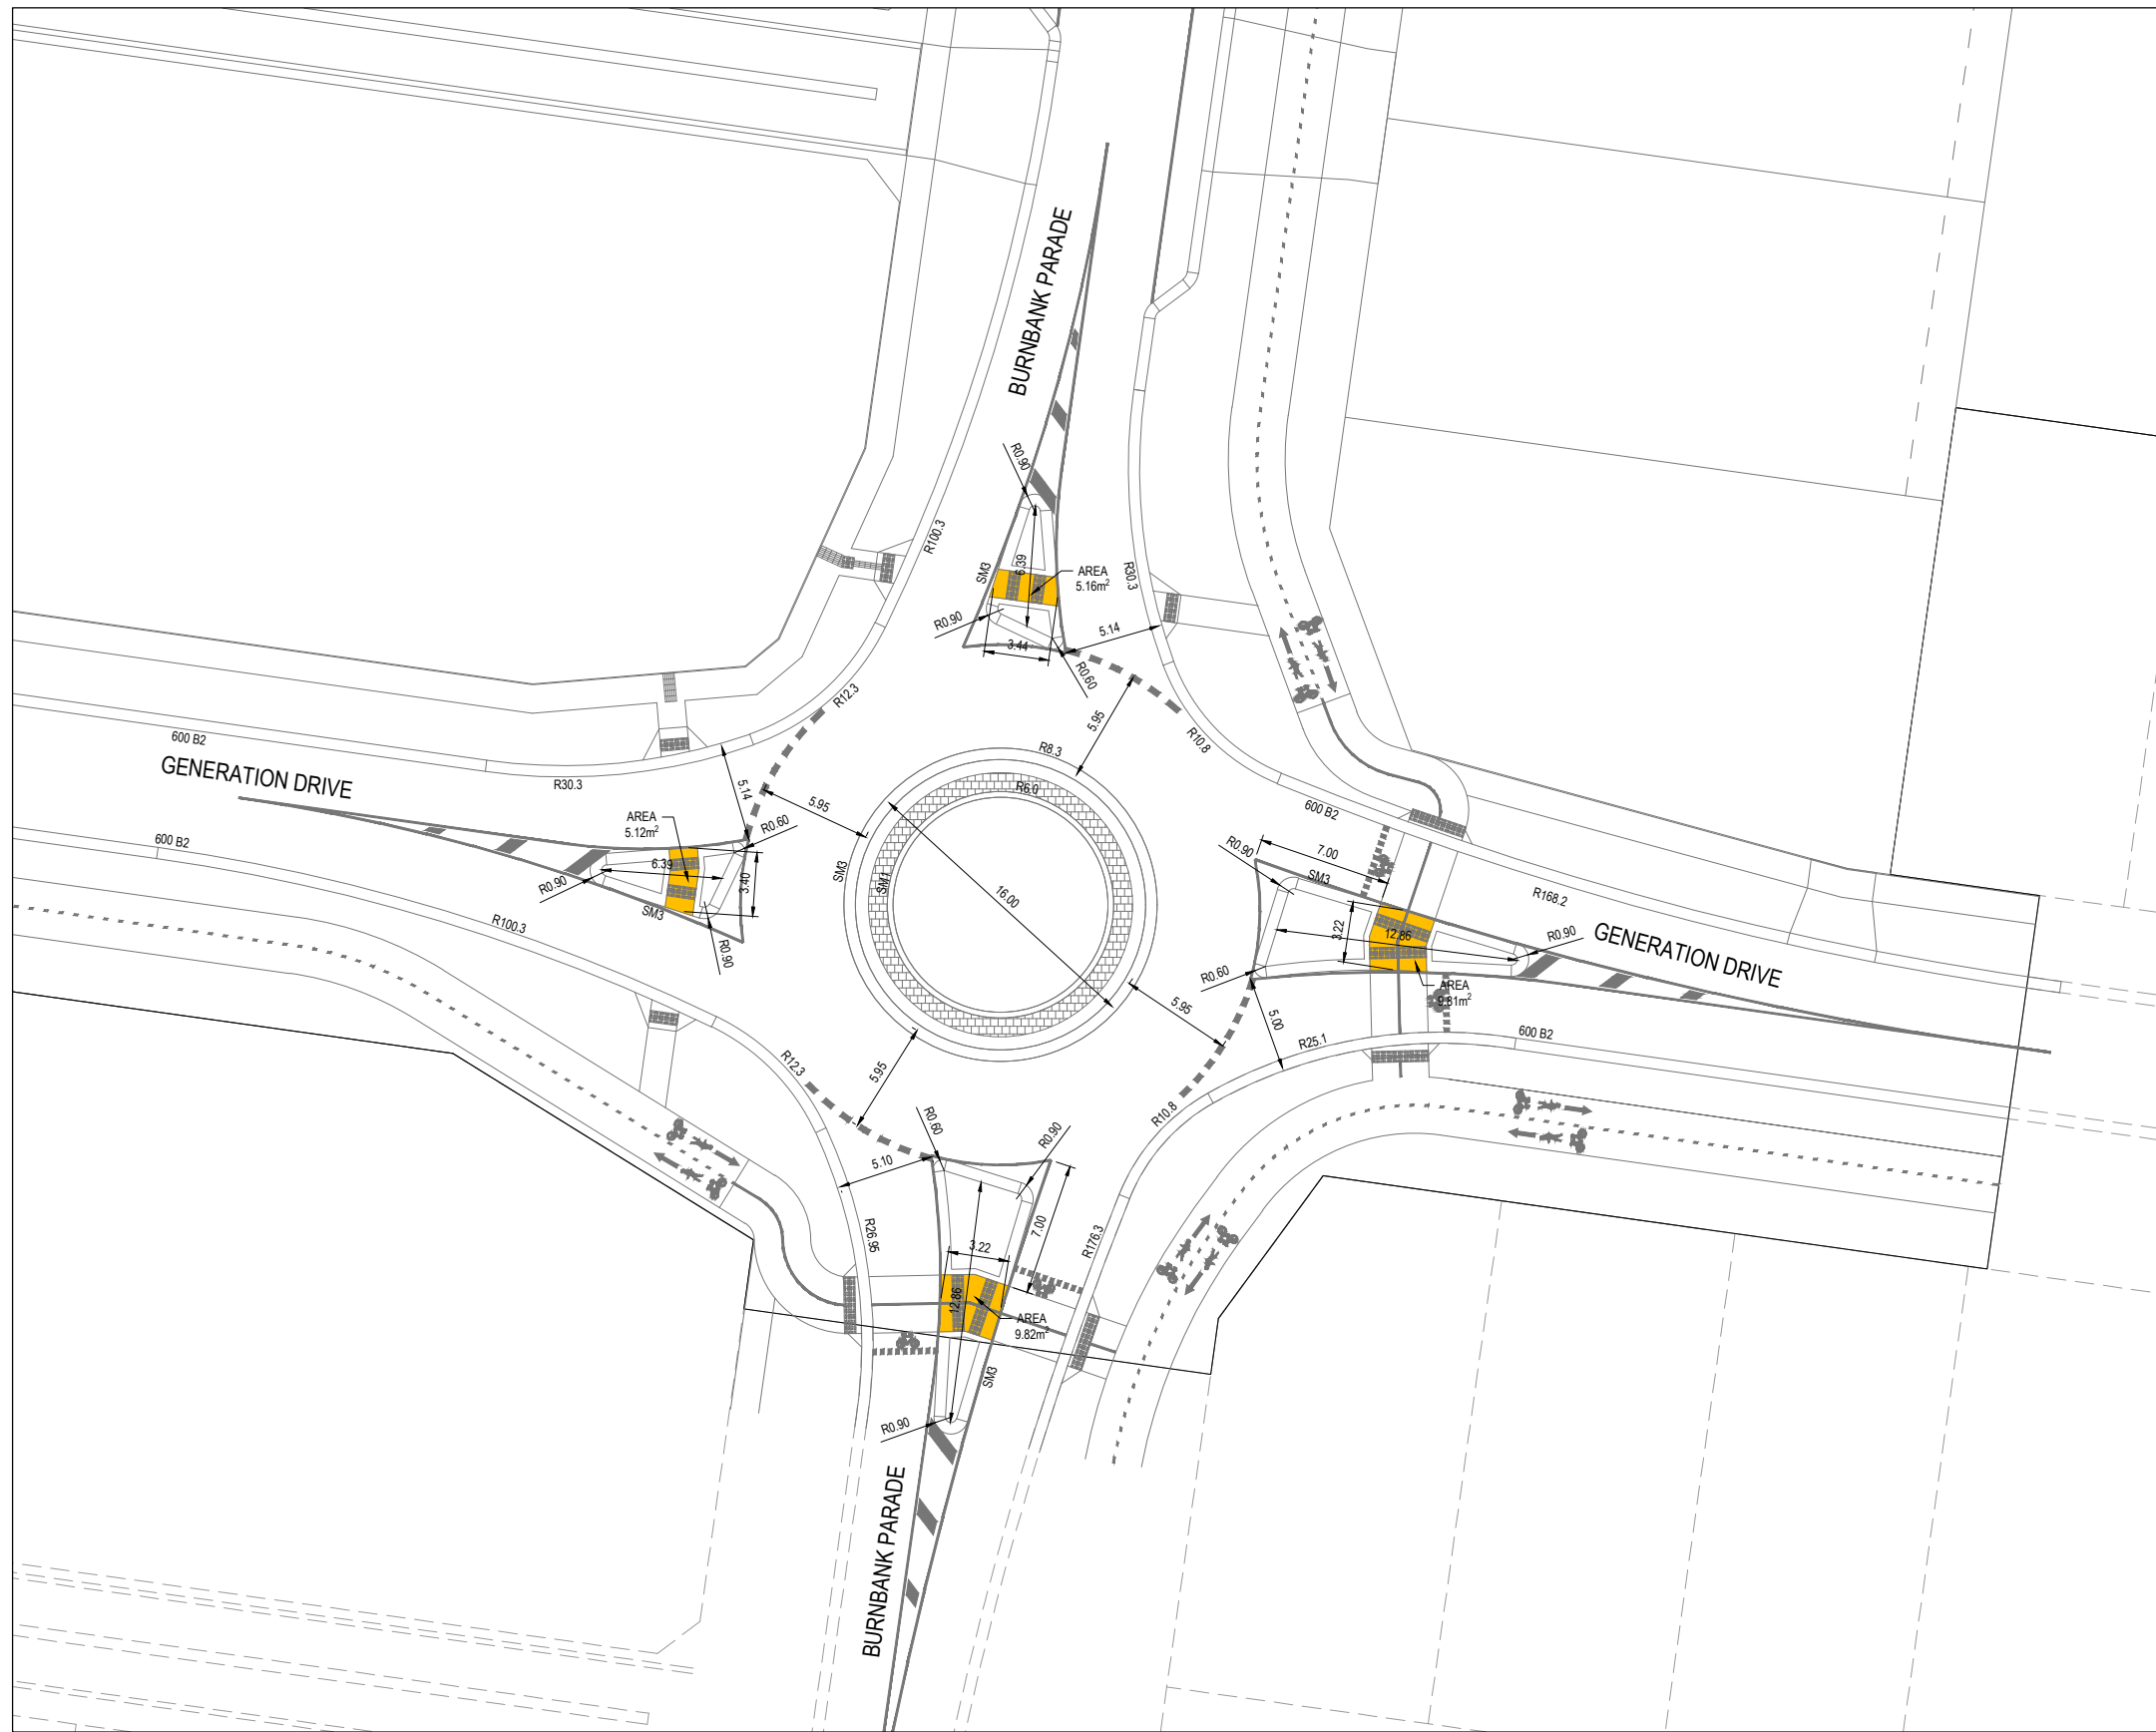 BURNBANK PARADE
R0.90
R100.3
SM3
6.39
AREA
5.16m²
R30.3
R0.90
3.44
5.14
R0.60
R12.3
5.95
R10.8
600 B2
GENERATION DRIVE
R30.3
5.14
5.95
R8.3
R6.0
600 B2
AREA
5.12m²
R0.60
600 B2
6.39
3.40
R0.90
SM3
R0.90
R100.3
SM3
SM1
16.00
R0.90
7.00
SM3
R168.2
3.22
12.86
R0.90
GENERATION DRIVE
R0.60
AREA
9.81m²
5.95
5.00
R25.1
600 B2
R12.3
5.95
R10.8
R0.60
R0.90
5.10
R26.95
7.00
R176.3
3.22
12.86
AREA
9.82m²
SM3
R0.90
BURNBANK PARADE